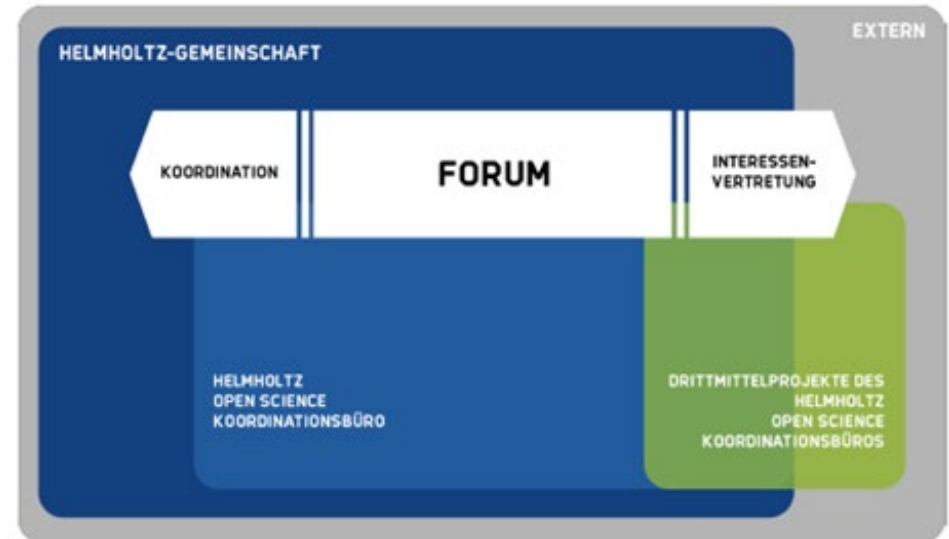 EXTERN
HELMHOLTZ-GEMEINSCHAFT
KOORDINATION
FORUM
INTERESSEN-
VERTRETUNG
HELMHOLTZ
OPEN SCIENCE
KOORDINATIONSBÜRO
DRITTMITTELPROJEKTE DES
HELMHOLTZ
OPEN SCIENCE
KOORDINATIONSBÜROS